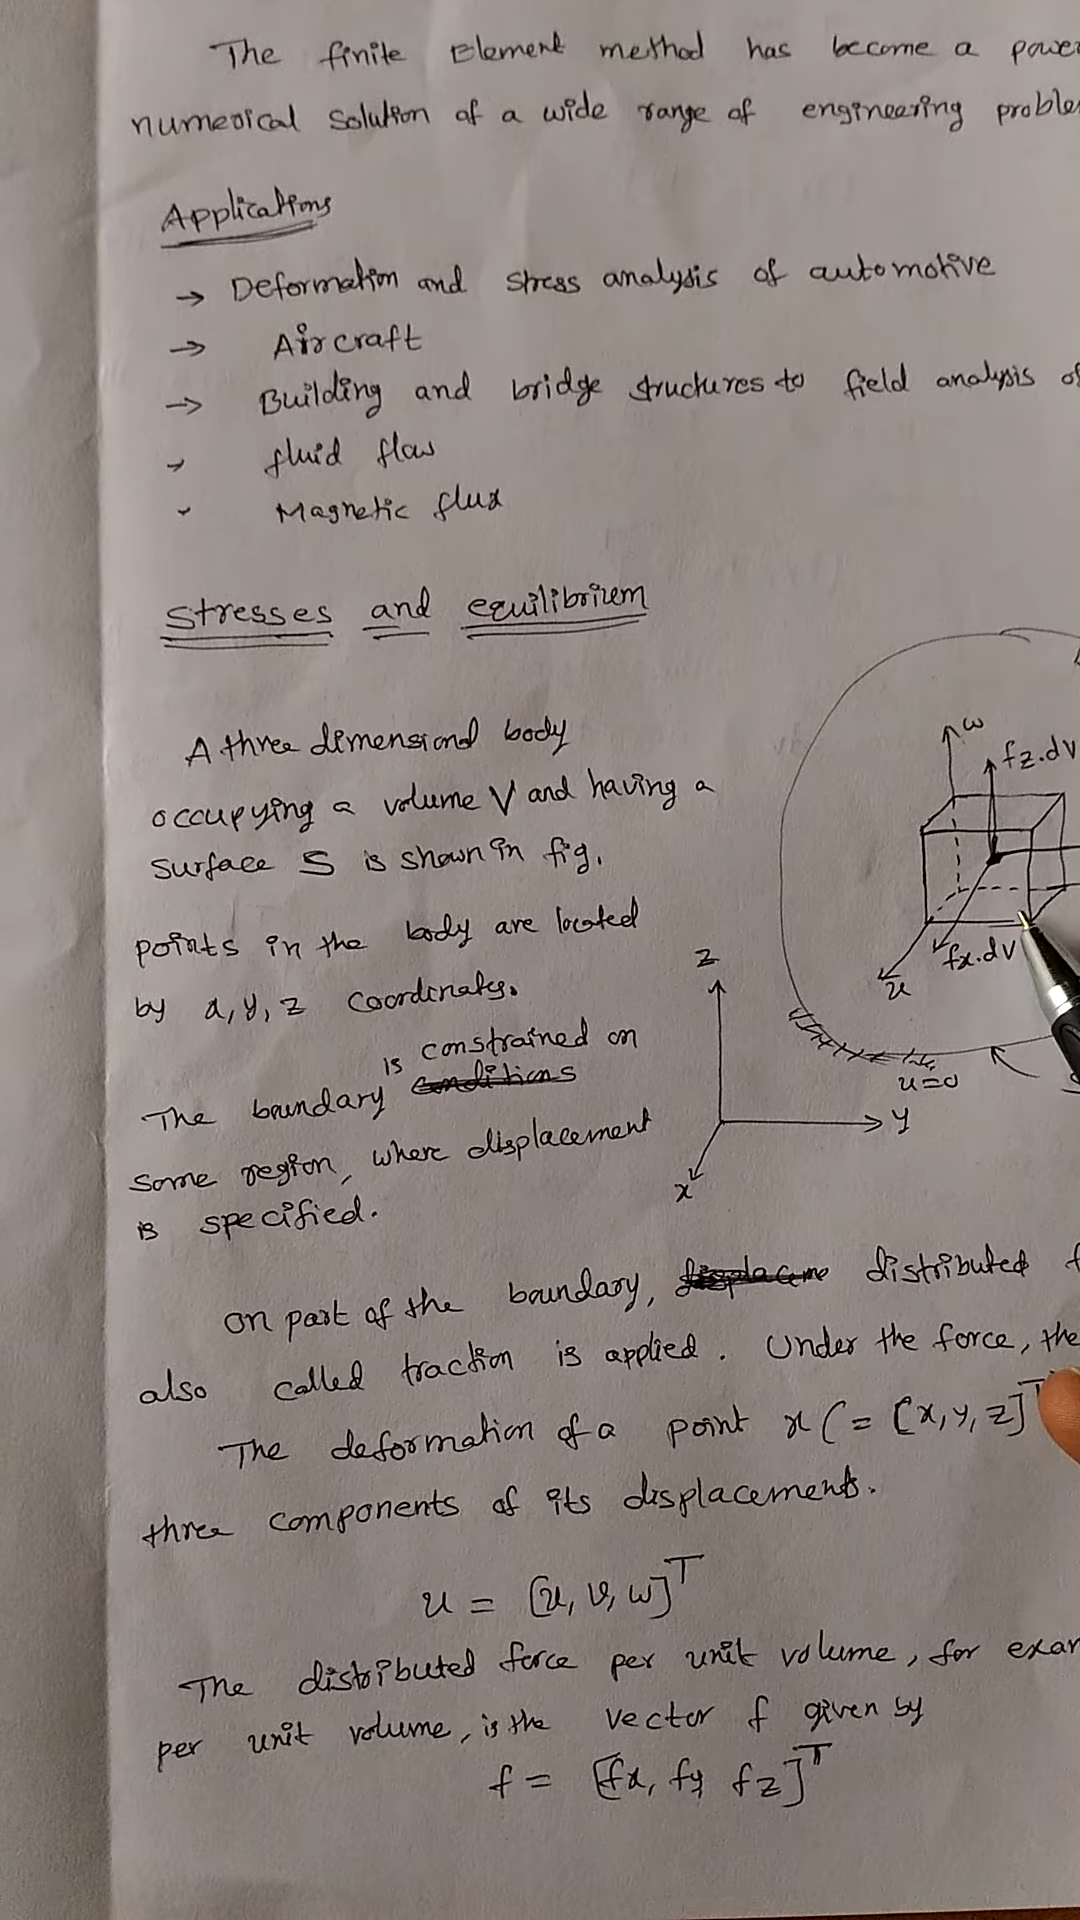 The finite Element method has become a power
numerical solution of a wide range of engineering proble
Applications
→ Deformation and stress analysis of automotive
→ Aircraft
→ Building and bridge structures to field analysis of
fluid flow
Magnetic flux
Stresses and equilibrium
A three dimensional body
occupying a volume V and having a
surface S is shown in fig.
points in the body are located
by x, y, z coordinates.
is constrained on
The boundary conditions
some region, where displacement
is specified.
w
fz.dv
fx.dv
u
u=0
z
y
x
on part of the boundary, displaceme distributed f
also called traction is applied. Under the force, the
The deformation of a point x (= [x, y, z]T
three components of its displacements.
u = [u, v, w]T
The distributed force per unit volume, for exam
per unit volume, is the vector f given by
f = [fx, fy, fz]T